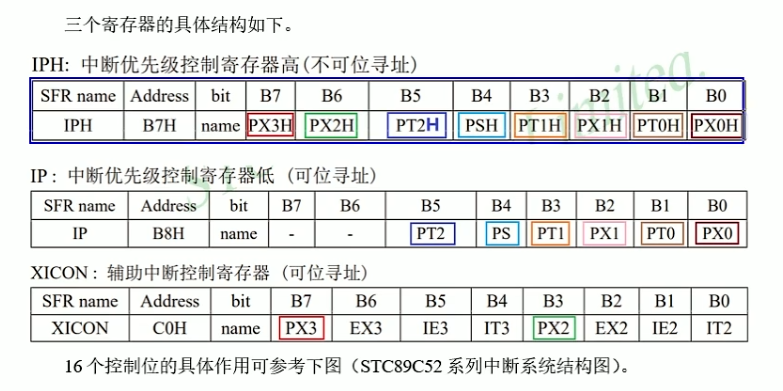 三个寄存器的具体结构如下。
IPH: 中断优先级控制寄存器高(不可位寻址)
SFR name Address bit B7 B6 B5 B4 B3 B2 B1 B0
IPH B7H name PX3H PX2H PT2H PSH PT1H PX1H PT0H PX0H
IP : 中断优先级控制寄存器低 (可位寻址)
SFR name Address bit B7 B6 B5 B4 B3 B2 B1 B0
IP B8H name - - PT2 PS PT1 PX1 PT0 PX0
XICON : 辅助中断控制寄存器 (可位寻址)
SFR name Address bit B7 B6 B5 B4 B3 B2 B1 B0
XICON C0H name PX3 EX3 IE3 IT3 PX2 EX2 IE2 IT2
16 个控制位的具体作用可参考下图（STC89C52 系列中断系统结构图）。